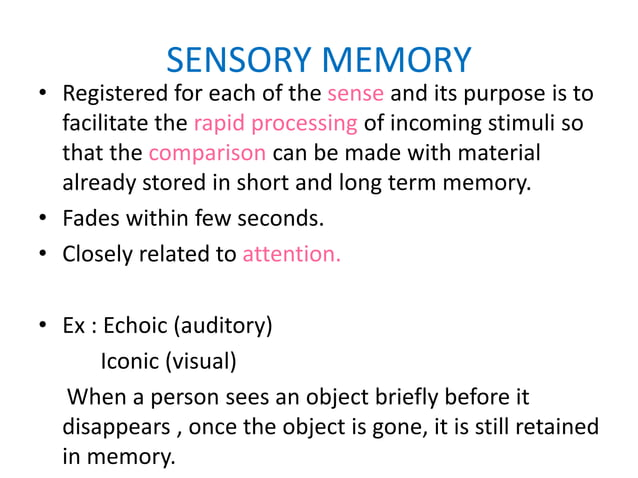 SENSORY MEMORY
• Registered for each of the sense and its purpose is to
facilitate the rapid processing of incoming stimuli so
that the comparison can be made with material
already stored in short and long term memory.
• Fades within few seconds.
• Closely related to attention.
• Ex : Echoic (auditory)
Iconic (visual)
When a person sees an object briefly before it
disappears , once the object is gone, it is still retained
in memory.